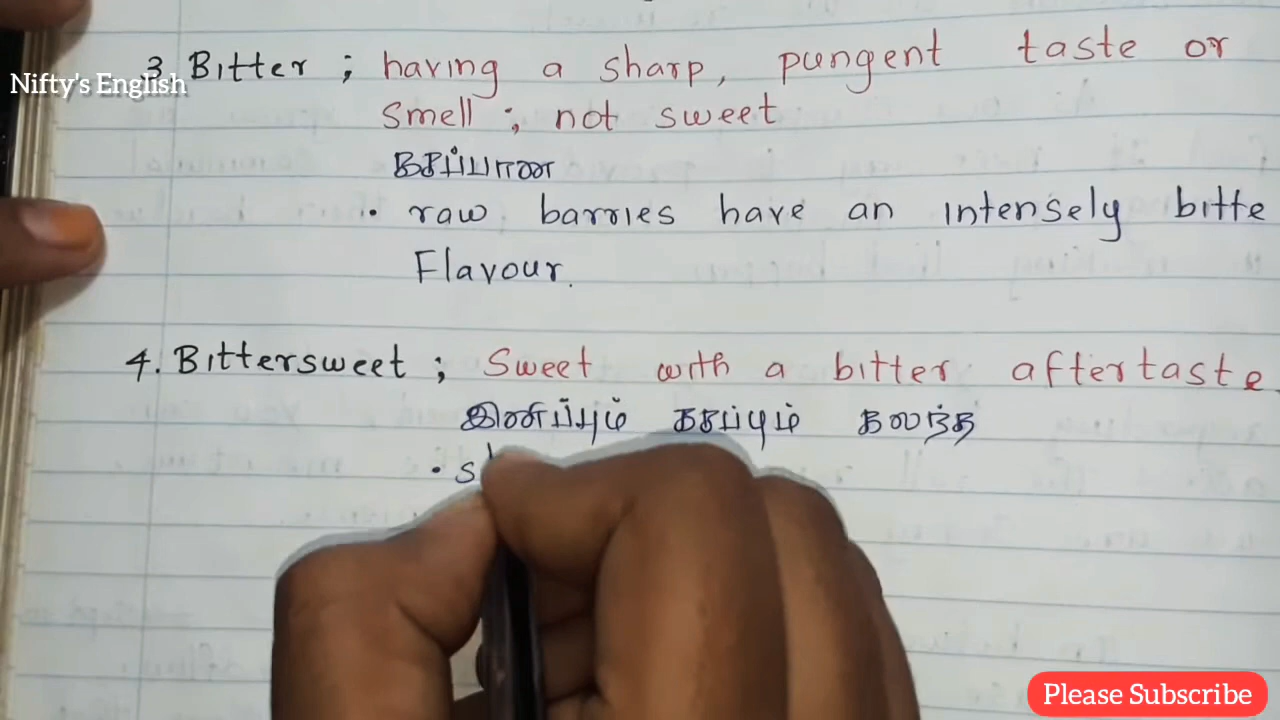 Nifty's English
3. Bitter ; having a sharp, pungent taste or
smell ; not sweet
கசப்பான
• raw barries have an intensely bitte
Flavour.
4. Bittersweet ; Sweet with a bitter aftertaste
இனிப்பும் கசப்பும் கலந்த
Please Subscribe